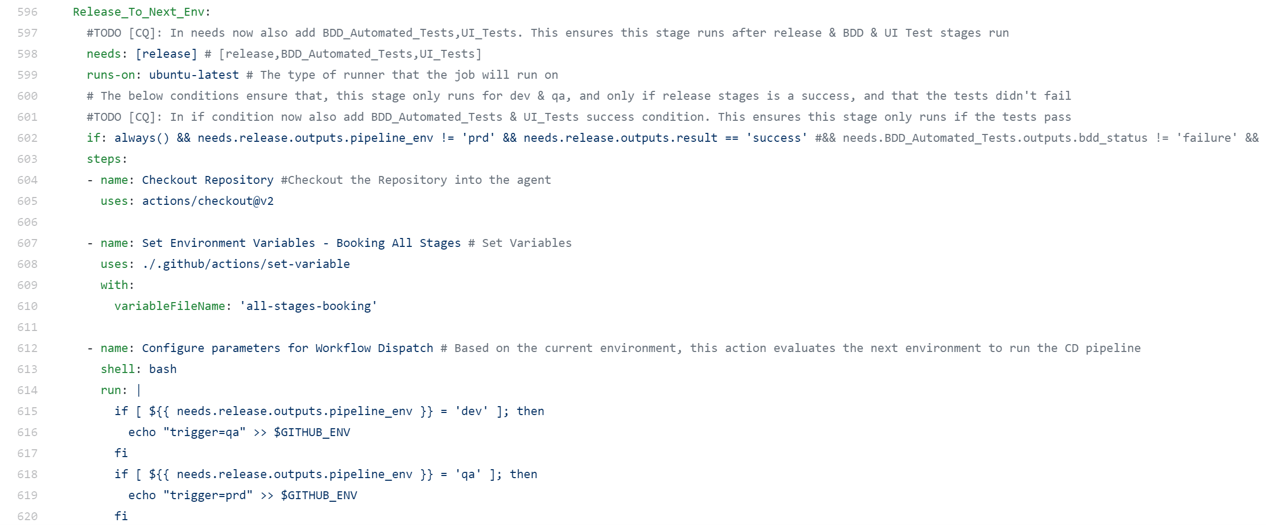 596 Release_To_Next_Env:
597 #TODO [CQ]: In needs now also add BDD_Automated_Tests,UI_Tests. This ensures this stage runs after release & BDD & UI Test stages run
598 needs: [release] # [release,BDD_Automated_Tests,UI_Tests]
599 runs-on: ubuntu-latest # The type of runner that the job will run on
600 # The below conditions ensure that, this stage only runs for dev & qa, and only if release stages is a success, and that the tests didn't fail
601 #TODO [CQ]: In if condition now also add BDD_Automated_Tests & UI_Tests success condition. This ensures this stage only runs if the tests pass
602 if: always() && needs.release.outputs.pipeline_env != 'prd' && needs.release.outputs.result == 'success' #&& needs.BDD_Automated_Tests.outputs.bdd_status != 'failure' &&
603 steps:
604 - name: Checkout Repository #Checkout the Repository into the agent
605 uses: actions/checkout@v2
606
607 - name: Set Environment Variables - Booking All Stages # Set Variables
608 uses: ./.github/actions/set-variable
609 with:
610 variableFileName: 'all-stages-booking'
611
612 - name: Configure parameters for Workflow Dispatch # Based on the current environment, this action evaluates the next environment to run the CD pipeline
613 shell: bash
614 run: |
615 if [ ${{ needs.release.outputs.pipeline_env }} = 'dev' ]; then
616 echo "trigger=qa" >> $GITHUB_ENV
617 fi
618 if [ ${{ needs.release.outputs.pipeline_env }} = 'qa' ]; then
619 echo "trigger=prd" >> $GITHUB_ENV
620 fi